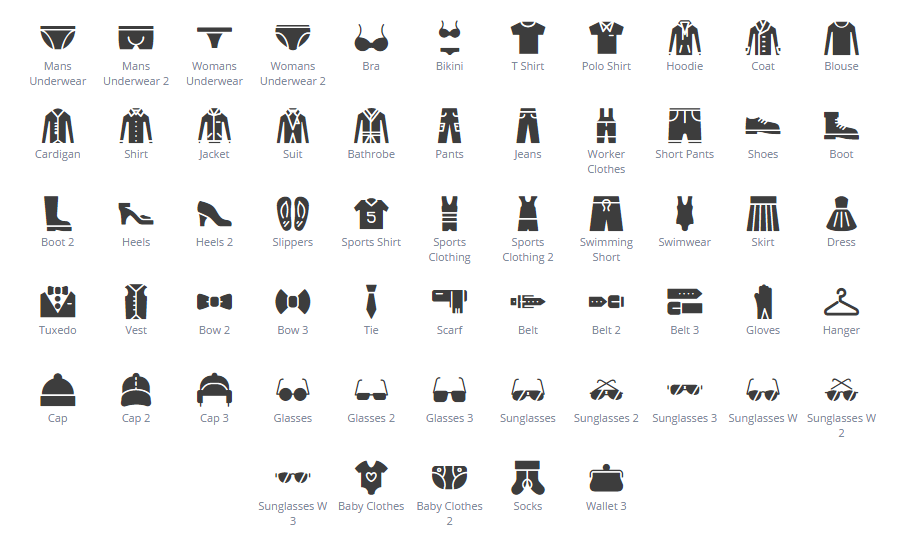 Mans Underwear
Mans Underwear 2
Womans Underwear
Womans Underwear 2
Bra
Bikini
T Shirt
Polo Shirt
Hoodie
Coat
Blouse
Cardigan
Shirt
Jacket
Suit
Bathrobe
Pants
Jeans
Worker Clothes
Short Pants
Shoes
Boot
Boot 2
Heels
Heels 2
Slippers
5
Sports Shirt
Sports Clothing
Sports Clothing 2
Swimming Short
Swimwear
Skirt
Dress
Tuxedo
Vest
Bow 2
Bow 3
Tie
Scarf
Belt
Belt 2
Belt 3
Gloves
Hanger
Cap
Cap 2
Cap 3
Glasses
Glasses 2
Glasses 3
Sunglasses
Sunglasses 2
Sunglasses 3
Sunglasses W
Sunglasses W 2
Sunglasses W 3
Baby Clothes
Baby Clothes 2
Socks
Wallet 3